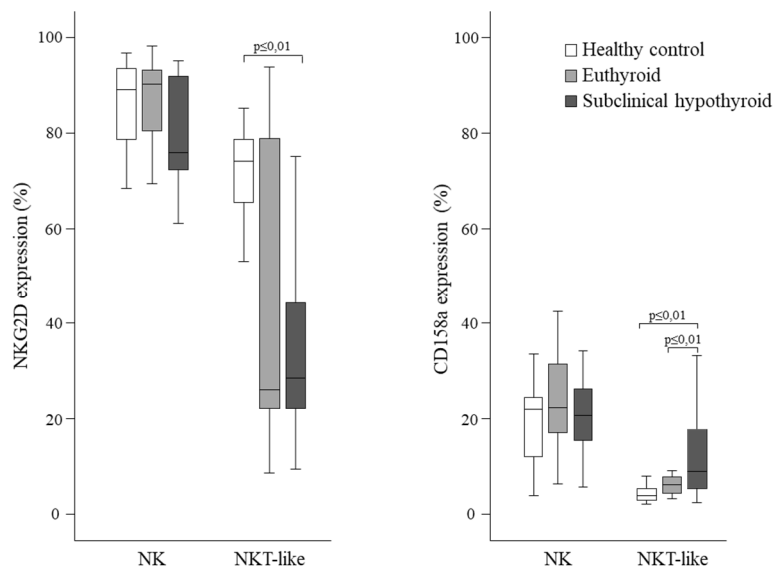 NKG2D expression (%)
100
80
60
40
20
0
p≤0,01
NK
NKT-like
CD158a expression (%)
100
80
60
40
20
0
Healthy control
Euthyroid
Subclinical hypothyroid
p≤0,01
p≤0,01
NK
NKT-like